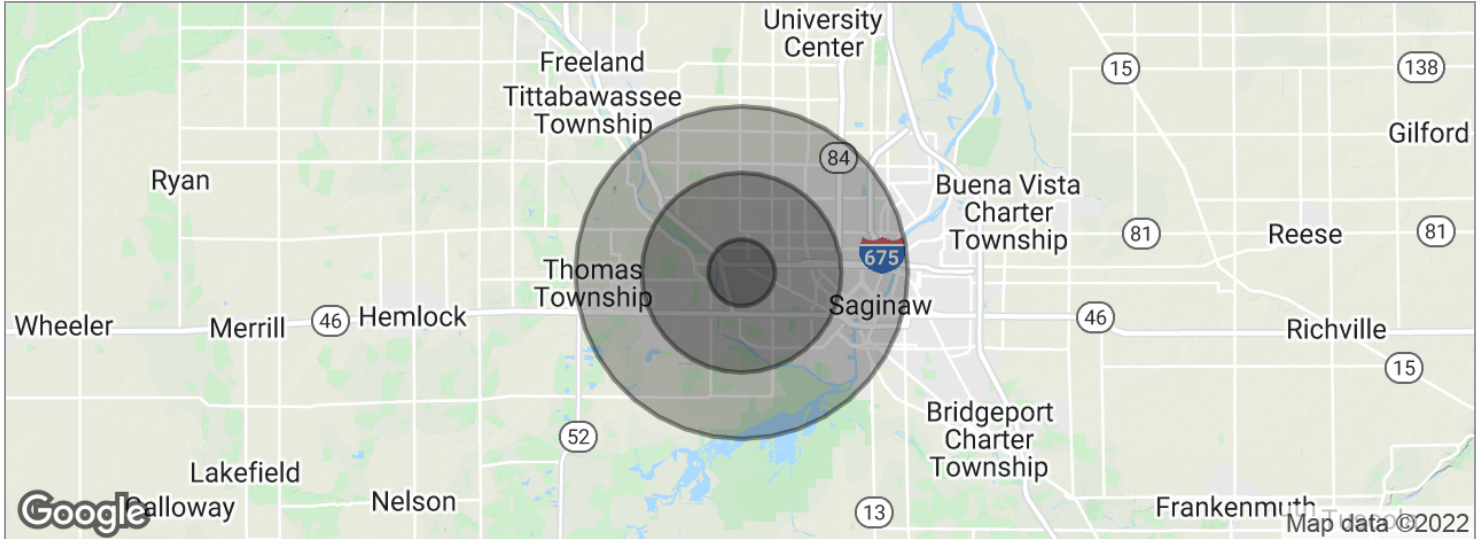 University
Center
Freeland
Tittabawassee
Township
15
138
Gilford
84
Ryan
Buena Vista
Charter
Township
81
Reese
81
675
Thomas
Township
Saginaw
Wheeler
Merrill
46
Hemlock
46
Richville
15
Bridgeport
Charter
Township
52
Lakefield
Nelson
Google
Calloway
13
Frankenmuth
Map data ©2022